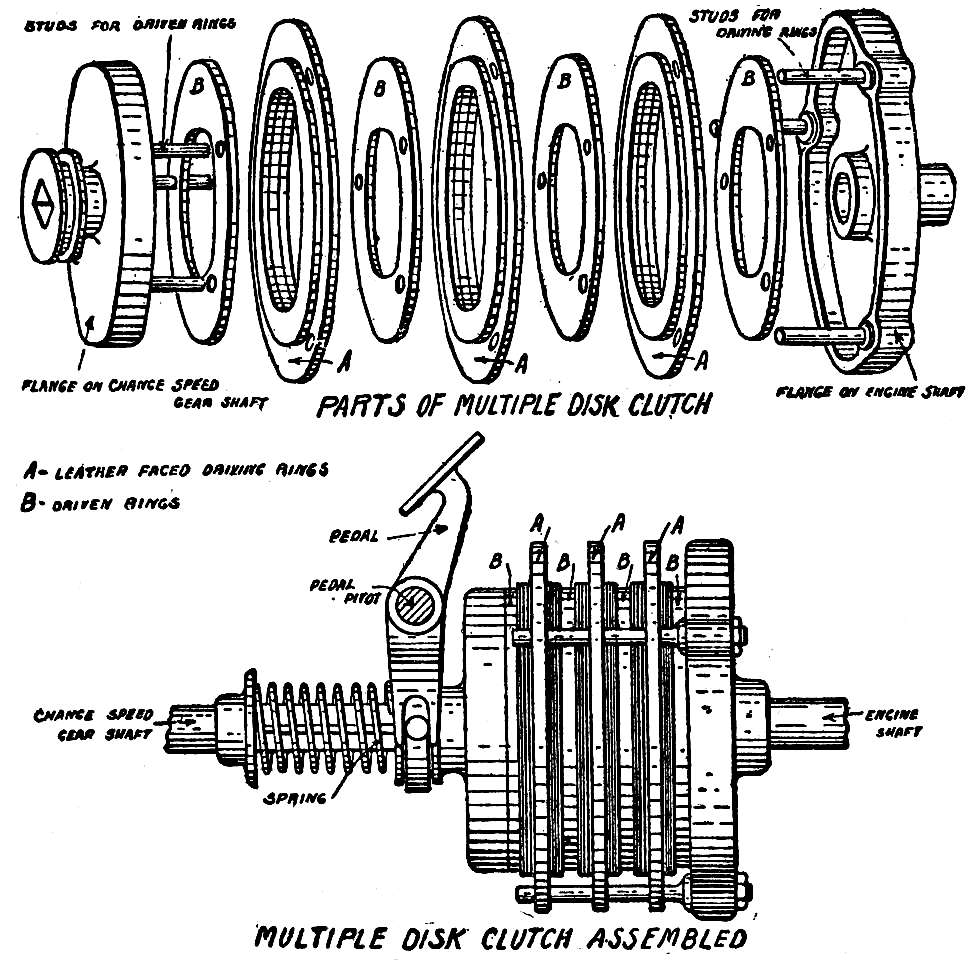 STUDS FOR DRIVEN RINGS
STUDS FOR
DRIVING RINGS
B
B
B
B
A
A
A
FLANGE ON CHANGE SPEED
GEAR SHAFT
FLANGE ON ENGINE SHAFT
PARTS OF MULTIPLE DISK CLUTCH
A- LEATHER FACED DRIVING RINGS
B- DRIVEN RINGS
PEDAL
PEDAL
PIVOT
A
A
A
B
B
B
B
CHANGE SPEED
GEAR SHAFT
ENGINE
SHAFT
SPRING
MULTIPLE DISK CLUTCH ASSEMBLED